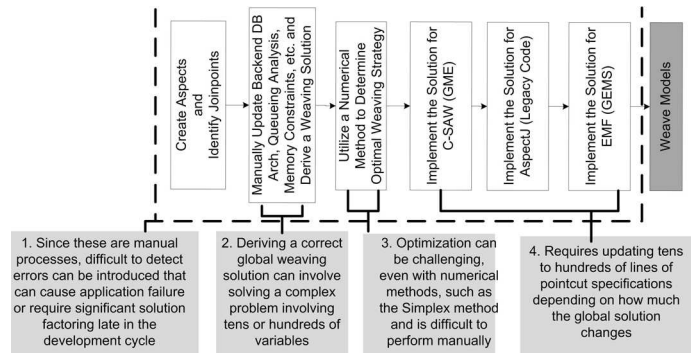 Create Aspects
and
Identify Joinpoints
Manually Update Backend DB
Arch, Queueing Analysis,
Memory Constraints, etc. and
Derive a Weaving Solution
Utilize a Numerical
Method to Determine
Optimal Weaving Strategy
Implement the Solution for
C-SAW (GME)
Implement the Solution for
AspectJ (Legacy Code)
Implement the Solution for
EMF (GEMS)
Weave Models
1. Since these are manual
processes, difficult to detect
errors can be introduced that
can cause application failure
or require significant solution
factoring late in the
development cycle
2. Deriving a correct
global weaving
solution can involve
solving a complex
problem involving
tens or hundreds of
variables
3. Optimization can
be challenging,
even with numerical
methods, such as
the Simplex method
and is difficult to
perform manually
4. Requires updating tens
to hundreds of lines of
pointcut specifications
depending on how much
the global solution
changes